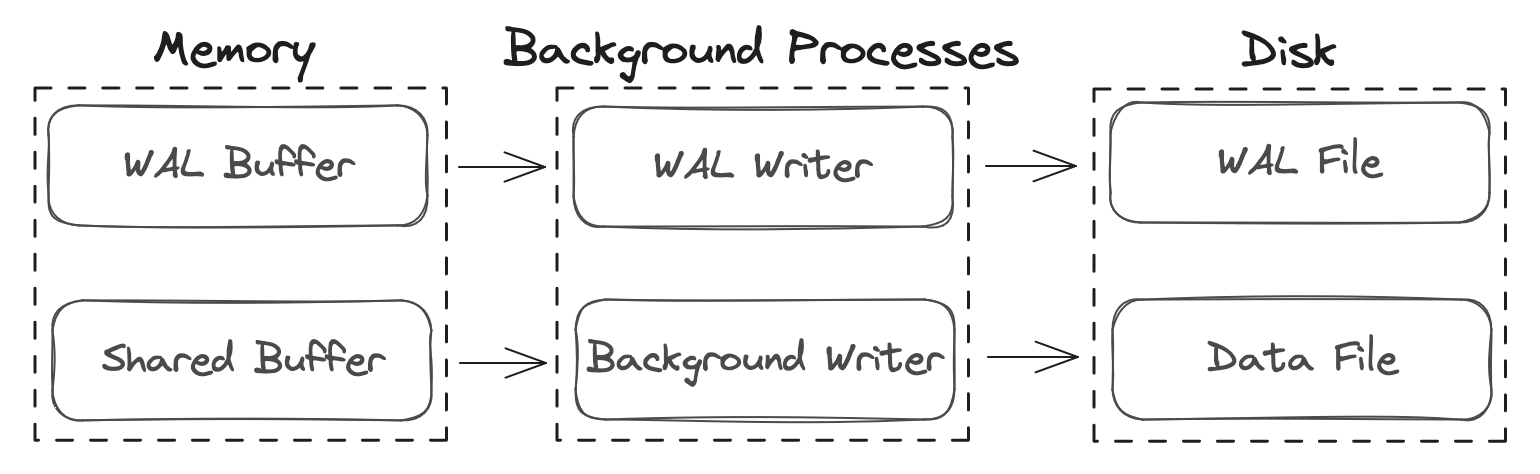 Memory
Background Processes
Disk
WAL Buffer
WAL Writer
WAL File
Shared Buffer
Background Writer
Data File